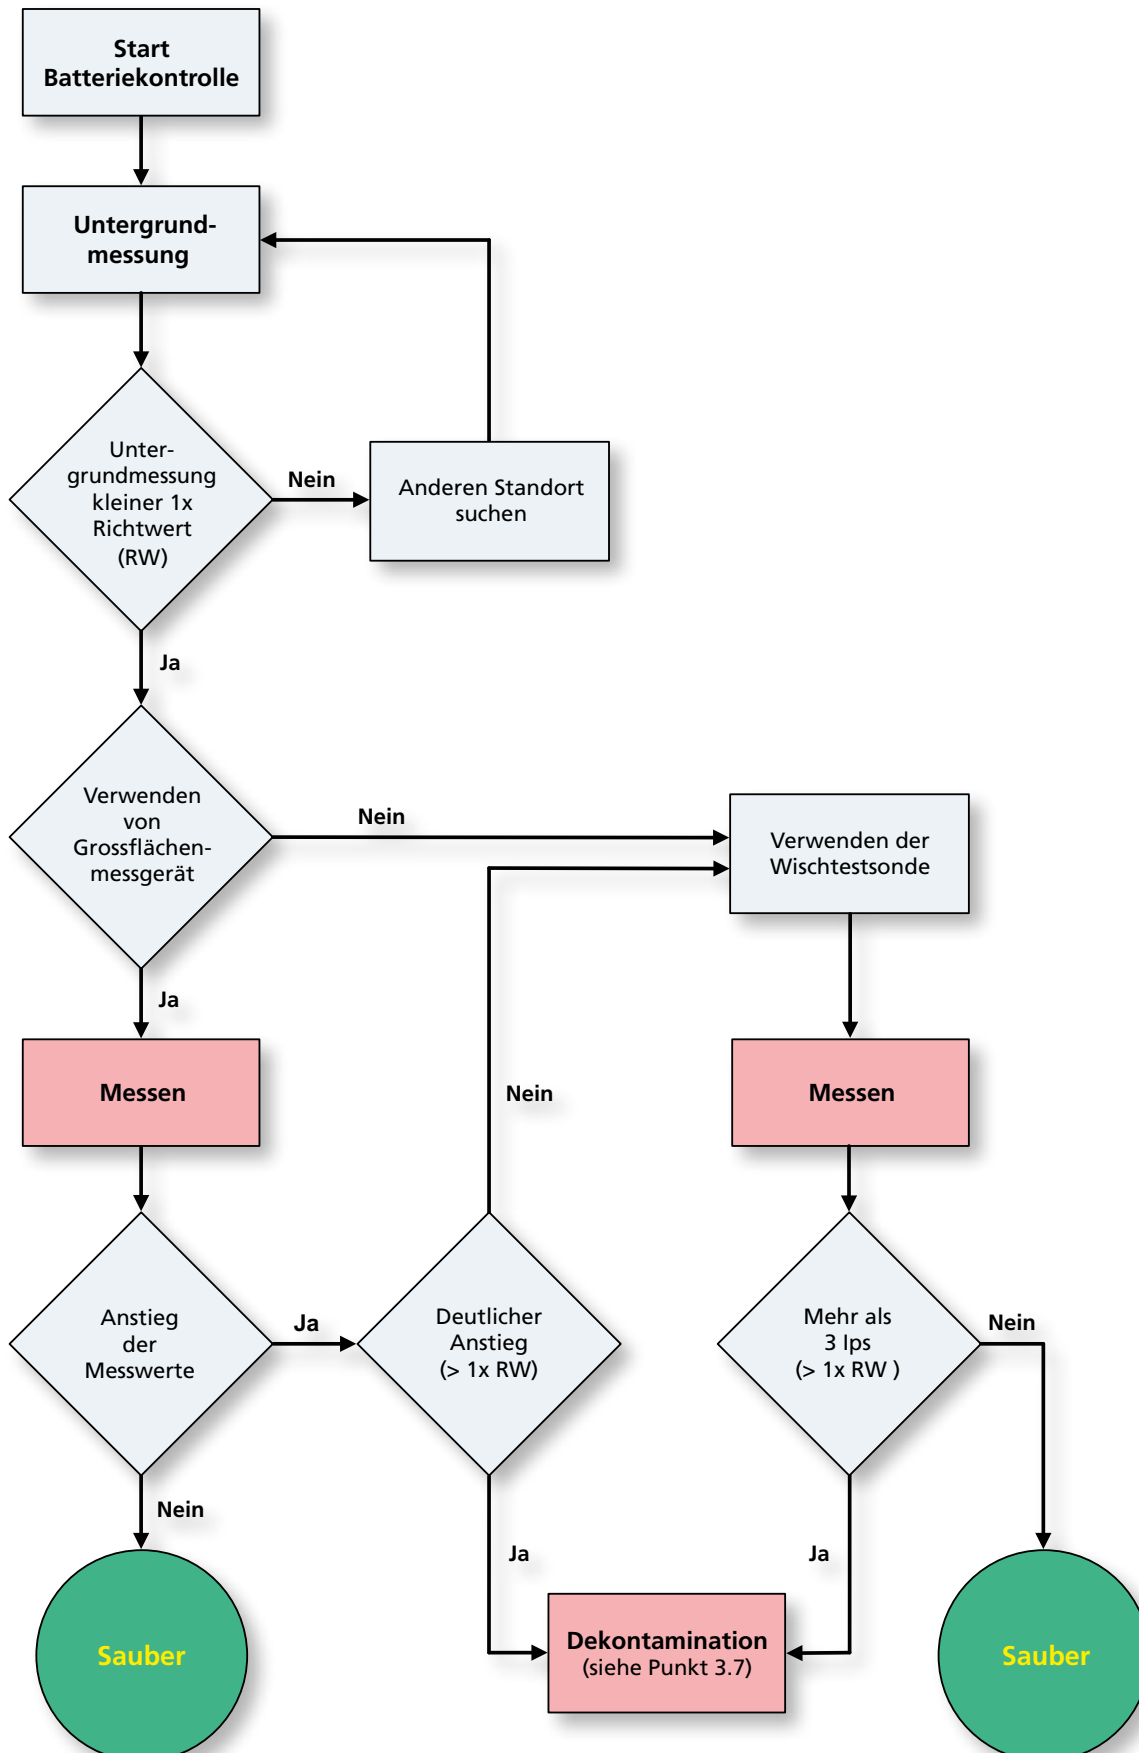 Start
Batteriekontrolle
Untergrund-
messung
Unter-
grundmessung
kleiner 1x
Richtwert
(RW)
Nein
Anderen Standort
suchen
Ja
Verwenden
von
Grossflächen-
messgerät
Nein
Verwenden der
Wischtestsonde
Ja
Messen
Nein
Messen
Anstieg
der
Messwerte
Ja
Deutlicher
Anstieg
(> 1x RW)
Mehr als
3 Ips
(> 1x RW )
Nein
Nein
Ja
Ja
Sauber
Dekontamination
(siehe Punkt 3.7)
Sauber